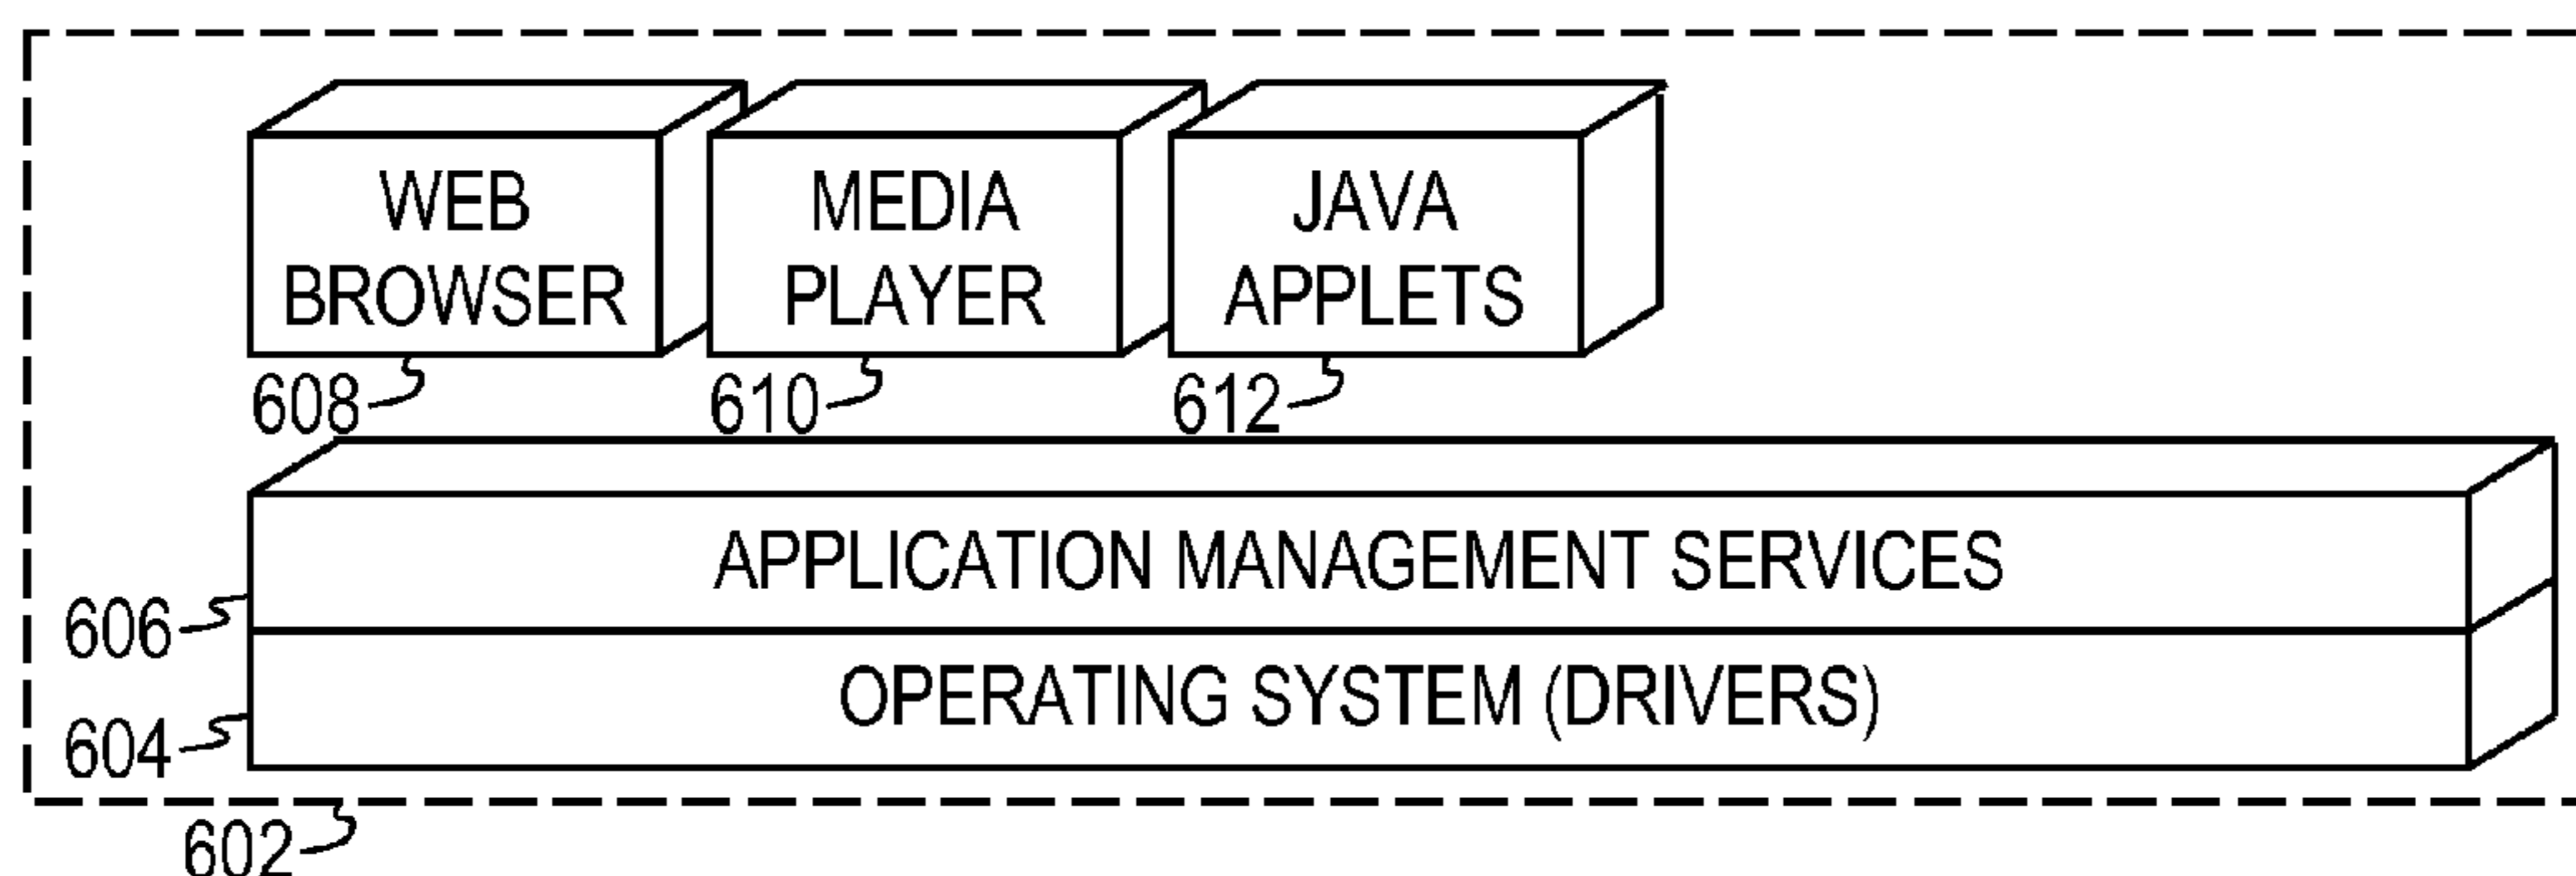 WEB
BROWSER
MEDIA
PLAYER
JAVA
APPLETS
608
610
612
APPLICATION MANAGEMENT SERVICES
606
OPERATING SYSTEM (DRIVERS)
604
602